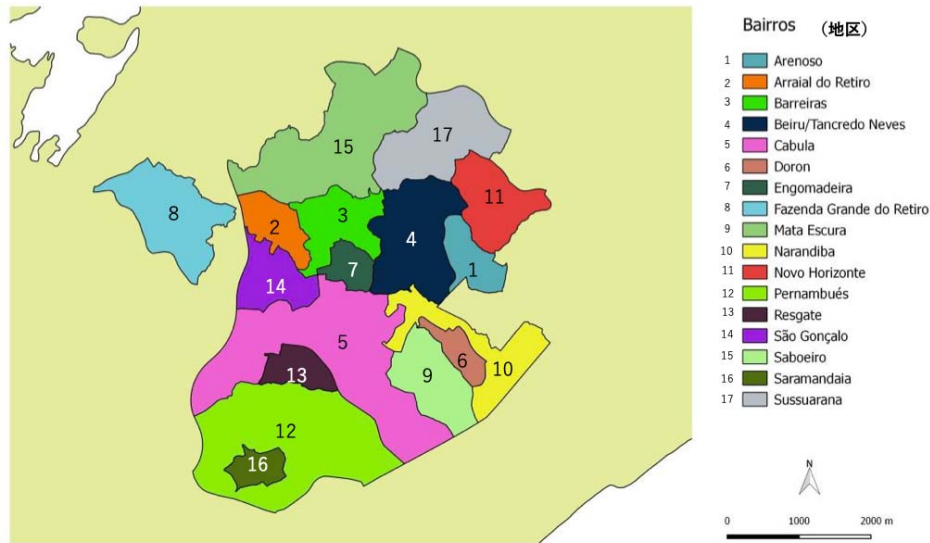 Bairros (地区)
1 Arenoso
2 Arraial do Retiro
3 Barreiras
4 Beiru/Tancredo Neves
5 Cabula
6 Doron
7 Engomadeira
8 Fazenda Grande do Retiro
9 Mata Escura
10 Narandiba
11 Novo Horizonte
12 Pernambués
13 Resgate
14 São Gonçalo
15 Saboeiro
16 Saramandaia
17 Sussuarana
17
15
11
8
3
2
4
7
1
14
5
6
10
13
9
12
16
N
0 1000 2000 m